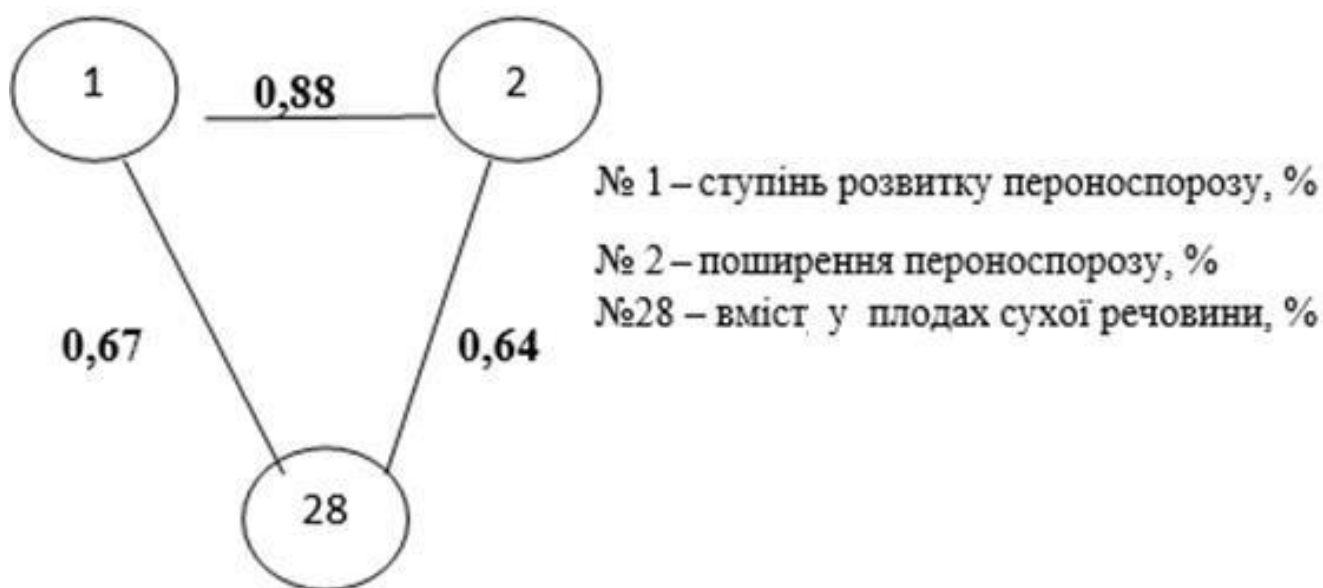 1
2
0,88
№ 1 – ступінь розвитку пероноспорозу, %
№ 2 – поширення пероноспорозу, %
№28 – вміст у плодах сухої речовини, %
0,67
0,64
28